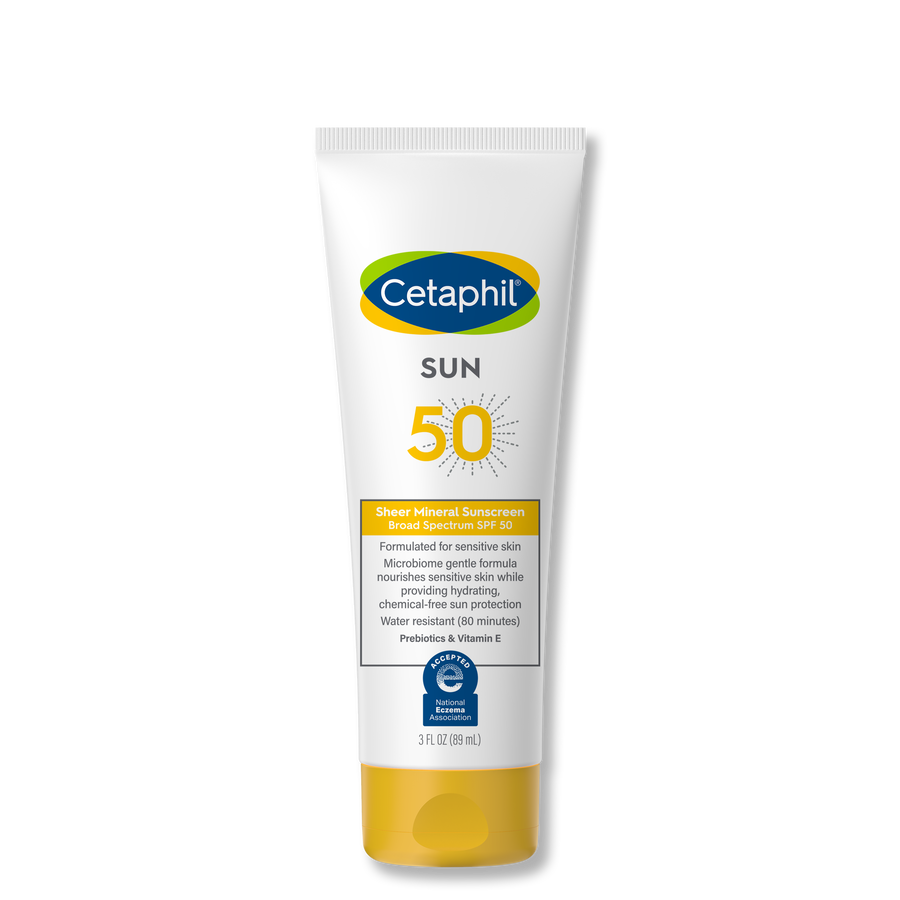 Cetaphil®
SUN
50
Sheer Mineral Sunscreen
Broad Spectrum SPF 50
Formulated for sensitive skin
Microbiome gentle formula
nourishes sensitive skin while
providing hydrating,
chemical-free sun protection
Water resistant (80 minutes)
Prebiotics & Vitamin E
ACCEPTED
e
National
Eczema
Association
3 FL OZ (89 mL)